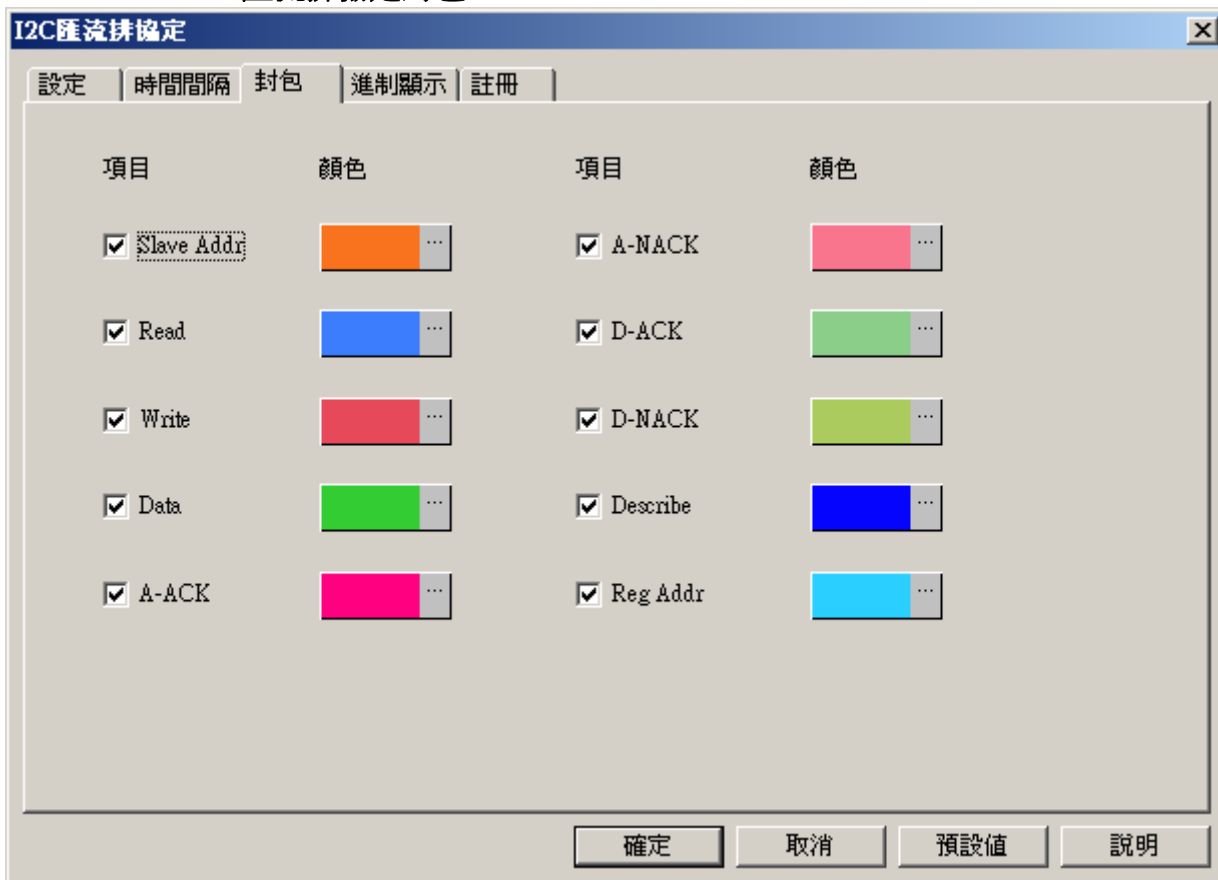 I2C匯流排協定
設定 時間間隔 封包 進制顯示 註冊
項目 顏色 項目 顏色
Slave Addr ... A-NACK ...
Read ... D-ACK ...
Write ... D-NACK ...
Data ... Describe ...
A-ACK ... Reg Addr ...
確定 取消 預設值 說明